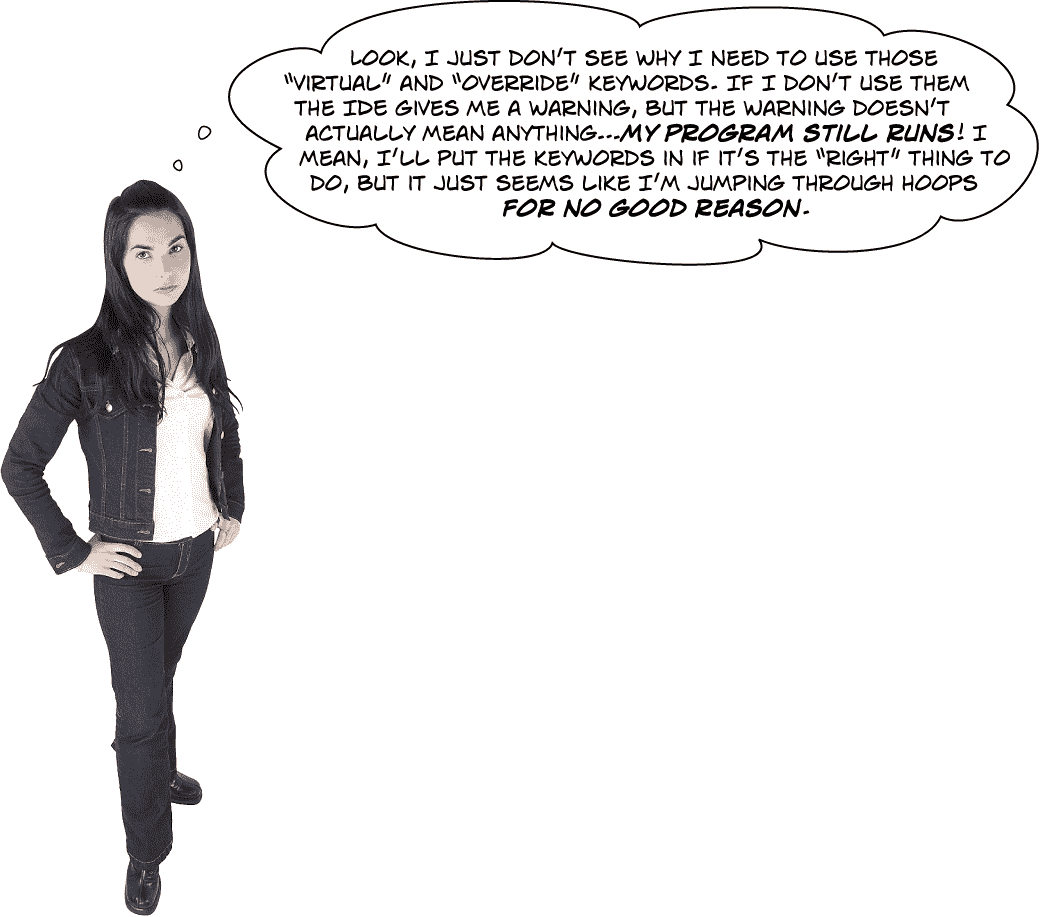 LOOK, I JUST DON'T SEE WHY I NEED TO USE THOSE
"VIRTUAL" AND "OVERRIDE" KEYWORDS. IF I DON'T USE THEM
THE IDE GIVES ME A WARNING, BUT THE WARNING DOESN'T
ACTUALLY MEAN ANYTHING...MY PROGRAM STILL RUNS! I
MEAN, I'LL PUT THE KEYWORDS IN IF IT'S THE "RIGHT" THING TO
DO, BUT IT JUST SEEMS LIKE I'M JUMPING THROUGH HOOPS
FOR NO GOOD REASON.